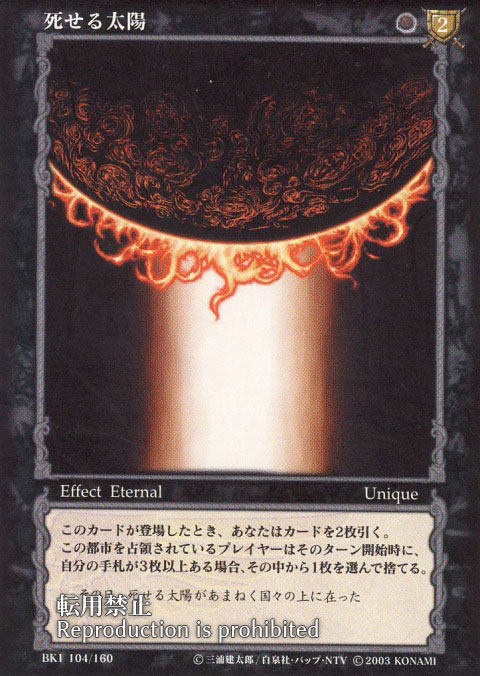 死せる太陽
2
Effect Eternal
Unique
このカードが登場したとき、あなたはカードを2枚引く。
この都市を占領されているプレイヤーはそのターン開始時に、
自分の手札が3枚以上ある場合、その中から1枚を選んで捨てる。
その日、死せる太陽があまねく国々の上に在った
転用禁止
Reproduction is prohibited
BK1 104/160
©三浦建太郎/白泉社・バップ・NTV ©2003 KONAMI